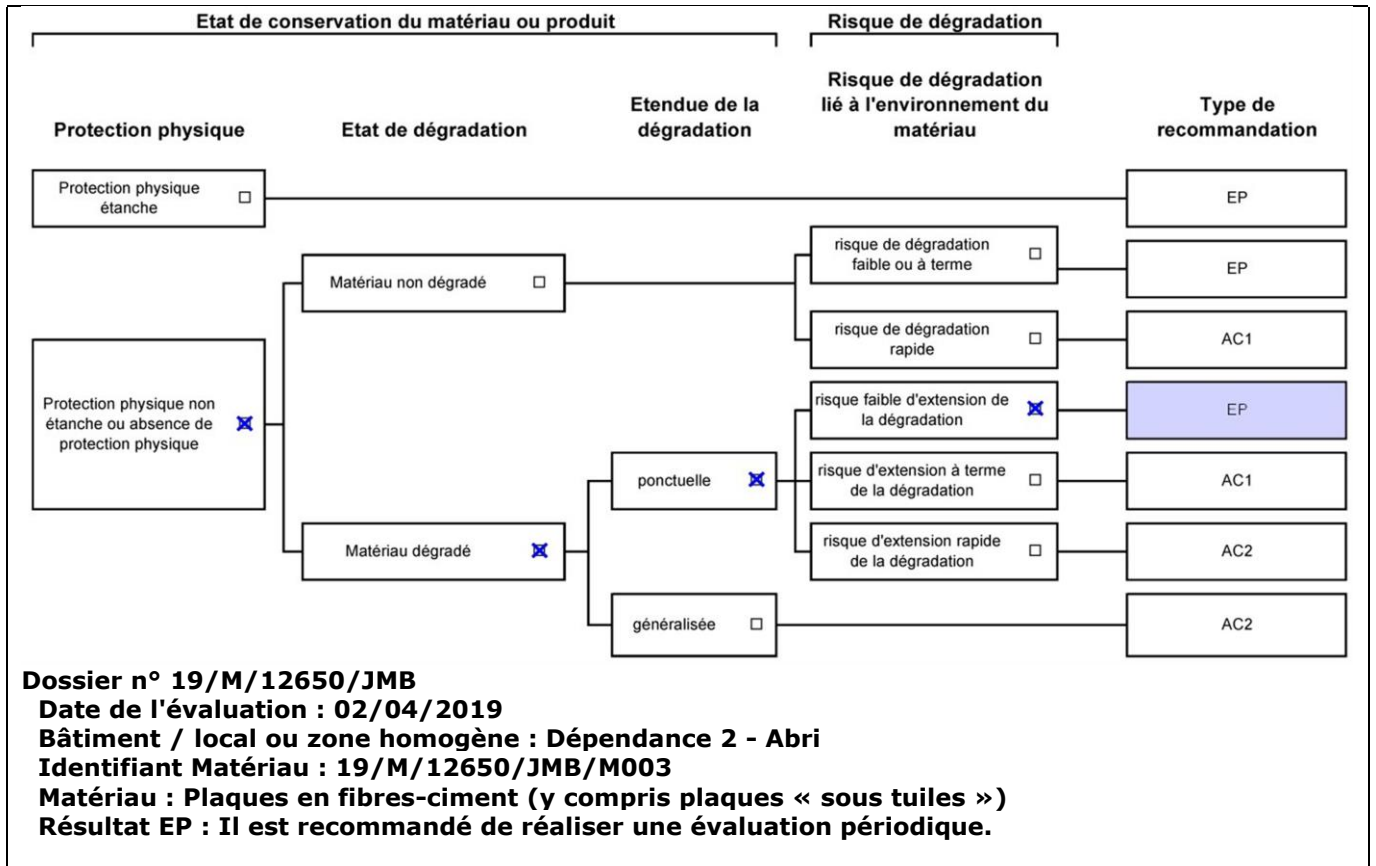 Etat de conservation du matériau ou produit
Risque de dégradation
Protection physique
Etat de dégradation
Etendue de la
dégradation
Risque de dégradation
lié à l'environnement du
matériau
Type de
recommandation
Protection physique
étanche
EP
risque de dégradation
faible ou à terme
EP
Matériau non dégradé
risque de dégradation
rapide
AC1
Protection physique non
étanche ou absence de
protection physique
risque faible d'extension de
la dégradation
EP
ponctuelle
risque d'extension à terme
de la dégradation
AC1
Matériau dégradé
risque d'extension rapide
de la dégradation
AC2
généralisée
AC2
Dossier n° 19/M/12650/JMB
Date de l'évaluation : 02/04/2019
Bâtiment / local ou zone homogène : Dépendance 2 - Abri
Identifiant Matériau : 19/M/12650/JMB/M003
Matériau : Plaques en fibres-ciment (y compris plaques « sous tuiles »)
Résultat EP : Il est recommandé de réaliser une évaluation périodique.